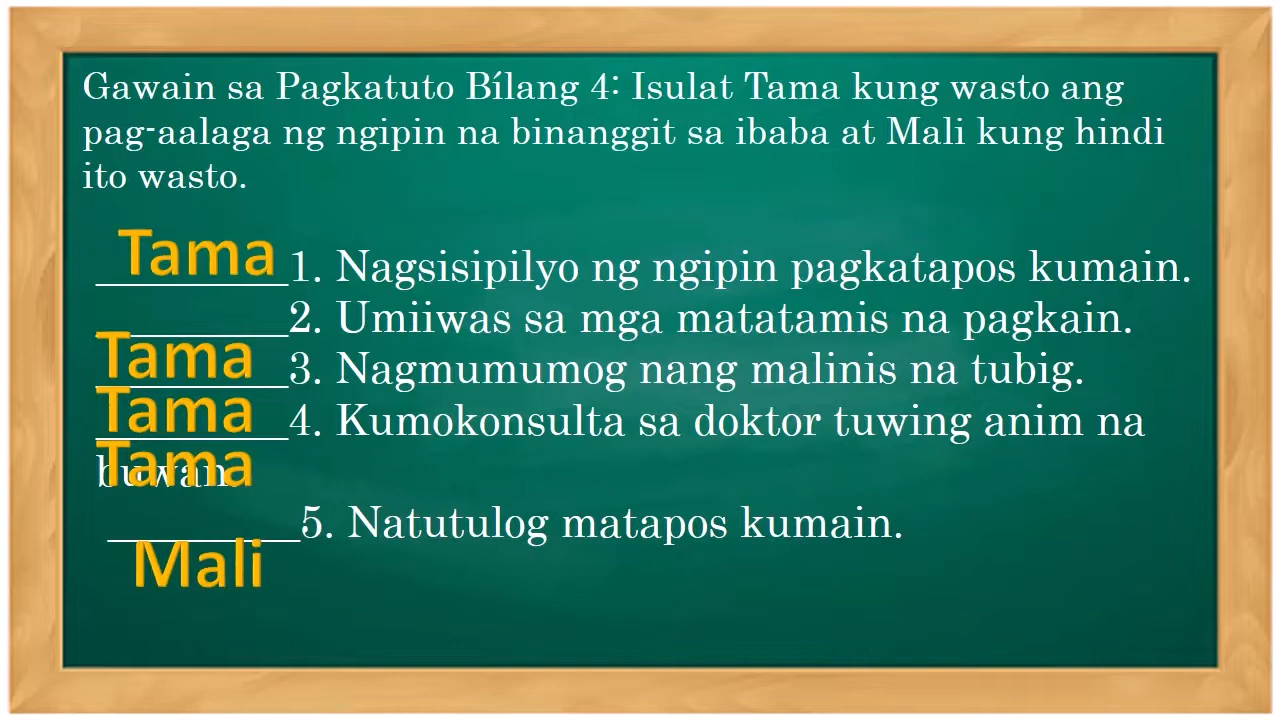 Gawain sa Pagkatuto Bílang 4: Isulat Tama kung wasto ang
pag-aalaga ng ngipin na binanggit sa ibaba at Mali kung hindi
ito wasto.
Tama
________1. Nagsisipilyo ng ngipin pagkatapos kumain.
________2. Umiiwas sa mga matatamis na pagkain.
Tama
________3. Nagmumumog nang malinis na tubig.
Tama
________4. Kumokonsulta sa doktor tuwing anim na
buwan.
Tama
________5. Natutulog matapos kumain.
Mali